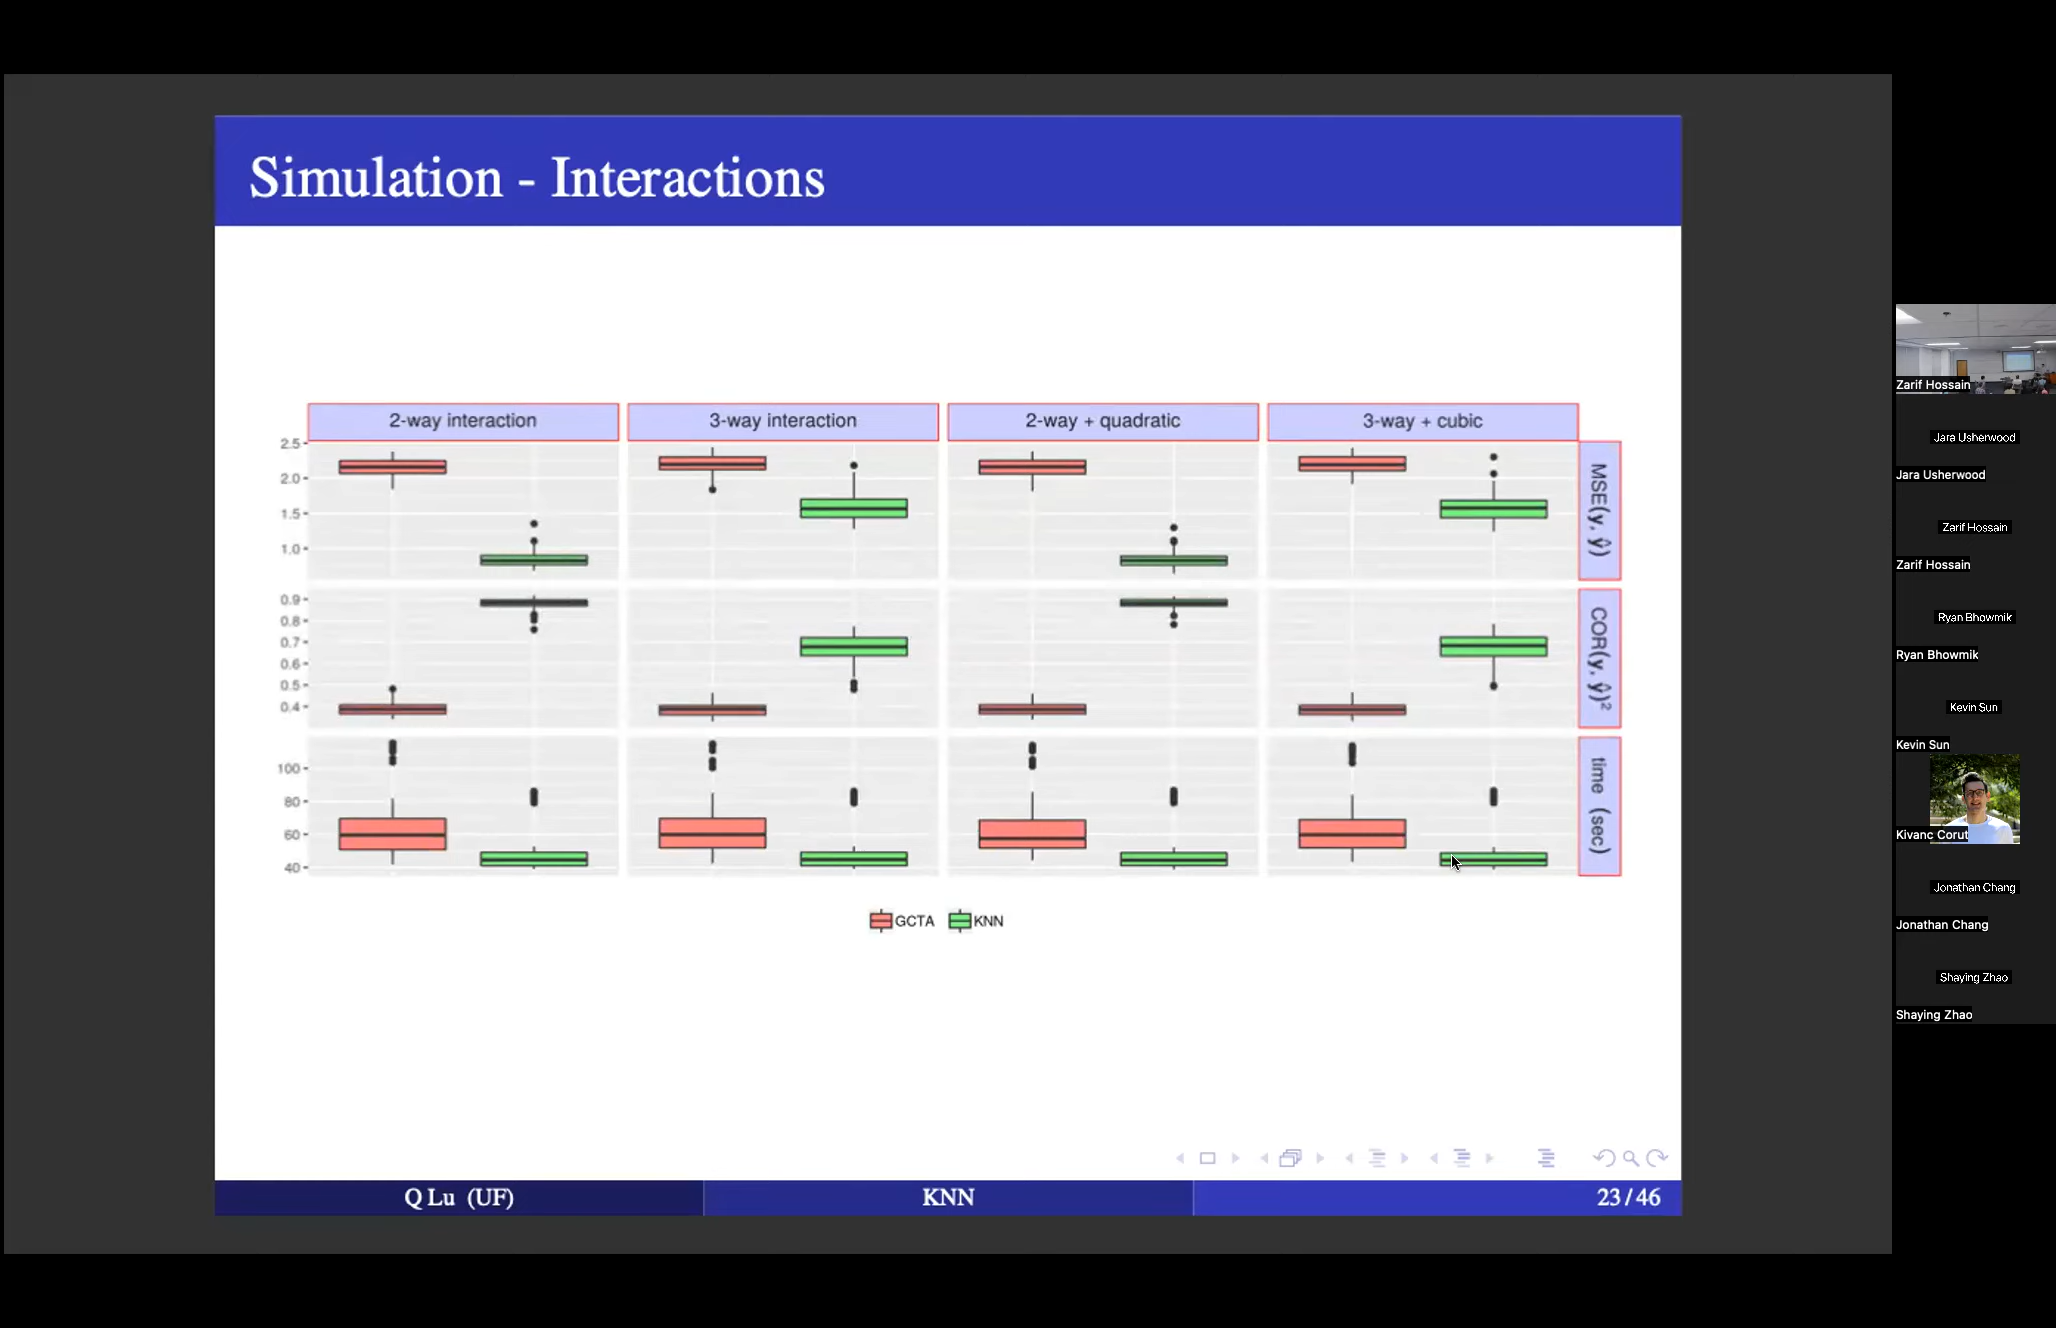 Simulation - Interactions
2-way interaction
3-way interaction
2-way + quadratic
3-way + cubic
2.5
2.0
1.5
1.0
MSE(y, ŷ)
0.9
0.8
0.7
0.6
0.5
0.4
COR(y, ŷ)²
100
80
60
40
time (sec)
GCTA KNN
Q Lu (UF)
KNN
23 / 46
Zarif Hossain
Jara Usherwood
Jara Usherwood
Zarif Hossain
Zarif Hossain
Ryan Bhowmik
Ryan Bhowmik
Kevin Sun
Kevin Sun
Kivanc Corut
Jonathan Chang
Jonathan Chang
Shaying Zhao
Shaying Zhao